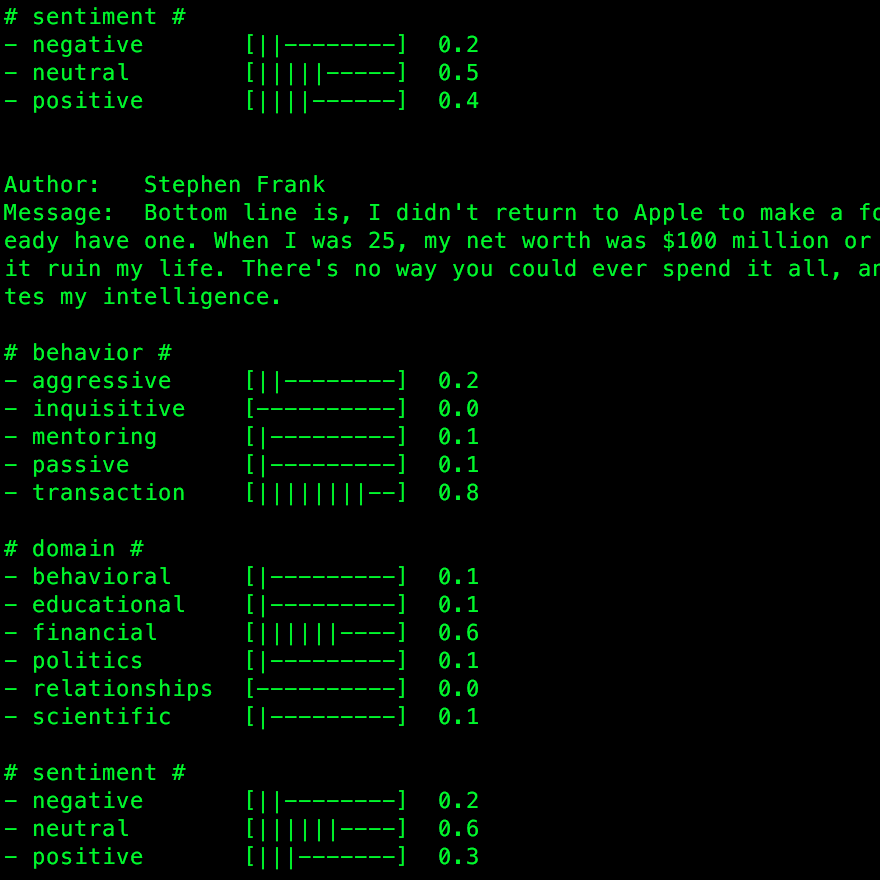 # sentiment #
- negative [||--------] 0.2
- neutral [|||||-----] 0.5
- positive [||||------] 0.4
Author: Stephen Frank
Message: Bottom line is, I didn't return to Apple to make a fo
eady have one. When I was 25, my net worth was $100 million or
it ruin my life. There's no way you could ever spend it all, an
tes my intelligence.
# behavior #
- aggressive [||--------] 0.2
- inquisitive [----------] 0.0
- mentoring [|---------] 0.1
- passive [|---------] 0.1
- transaction [||||||||--] 0.8
# domain #
- behavioral [|---------] 0.1
- educational [|---------] 0.1
- financial [||||||----] 0.6
- politics [|---------] 0.1
- relationships [----------] 0.0
- scientific [|---------] 0.1
# sentiment #
- negative [||--------] 0.2
- neutral [||||||----] 0.6
- positive [|||-------] 0.3